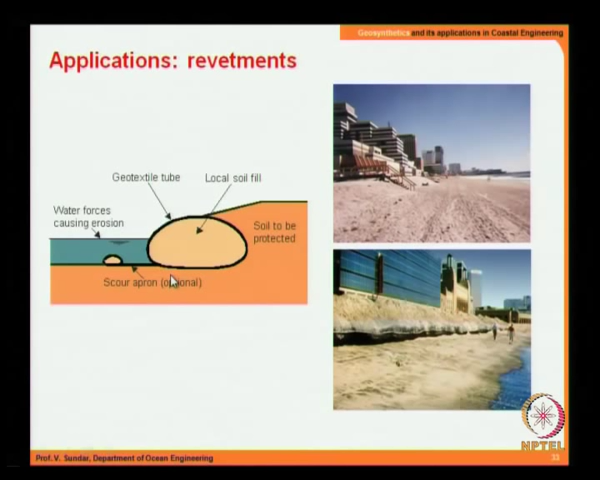 Geosynthetics and its applications in Coastal Engineering
Applications: revetments
Geotextile tube
Local soil fill
Water forces
causing erosion
Soil to be
protected
Scour apron (optional)
NPTEL
Prof. V. Sundar, Department of Ocean Engineering
33